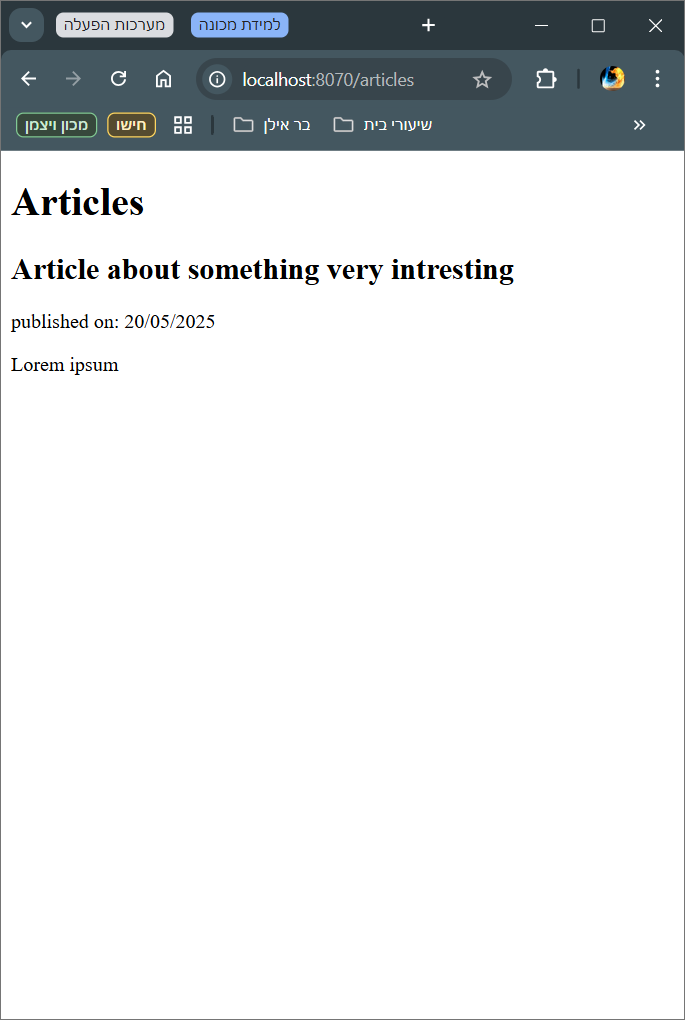 מערכות הפעלה למידת מכונה
localhost:8070/articles
מכון ויצמן חישו בר אילן שיעורי בית
Articles
Article about something very intresting
published on: 20/05/2025
Lorem ipsum